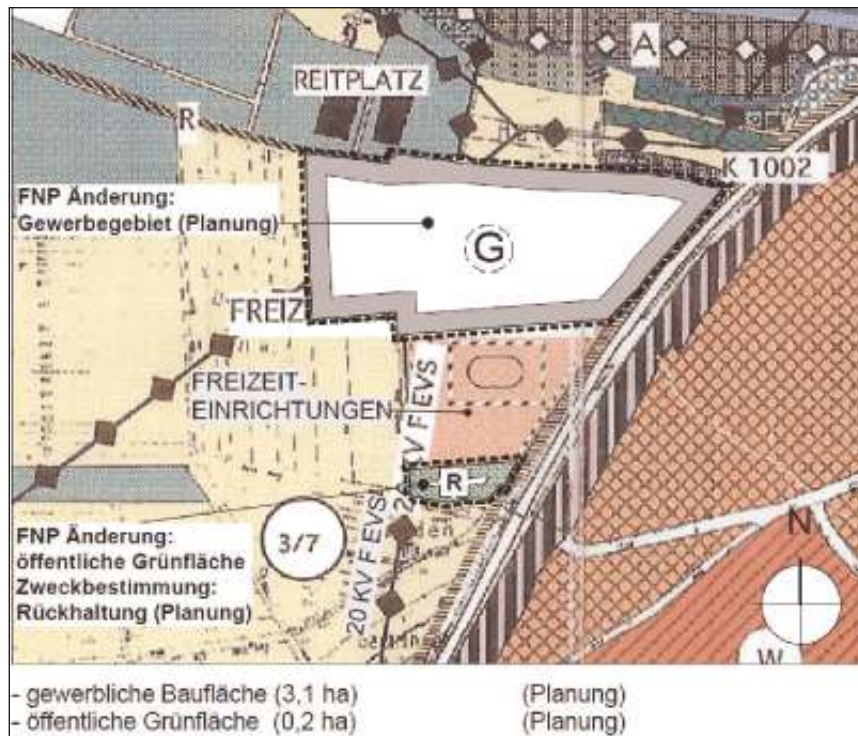 A
REITPLATZ
R
K 1002
FNP Änderung:
Gewerbegebiet (Planung)
G
FREIZ
FREIZEIT-
EINRICHTUNGEN
KV F EVS
R
FNP Änderung:
öffentliche Grünfläche
Zweckbestimmung:
Rückhaltung (Planung)
3/7
20 KV F EVS
N
W
- gewerbliche Baufläche (3,1 ha) (Planung)
- öffentliche Grünfläche (0,2 ha) (Planung)